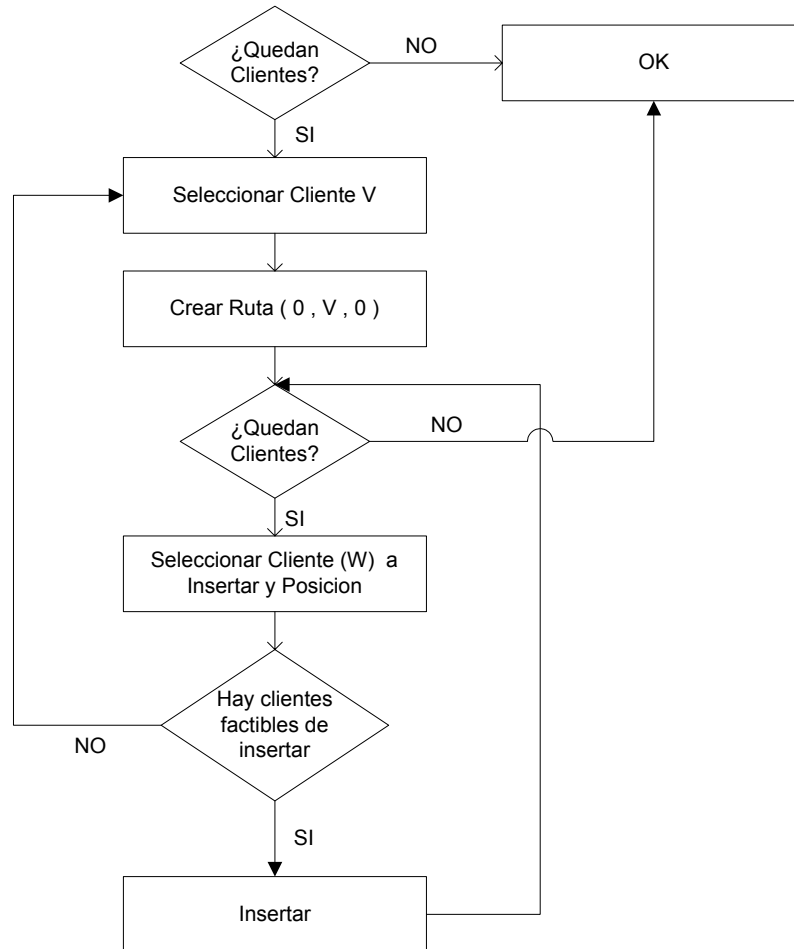 ¿Quedan
Clientes?
NO
OK
SI
Seleccionar Cliente V
Crear Ruta ( 0 , V , 0 )
¿Quedan
Clientes?
NO
SI
Seleccionar Cliente (W) a
Insertar y Posicion
Hay clientes
factibles de
insertar
NO
SI
Insertar